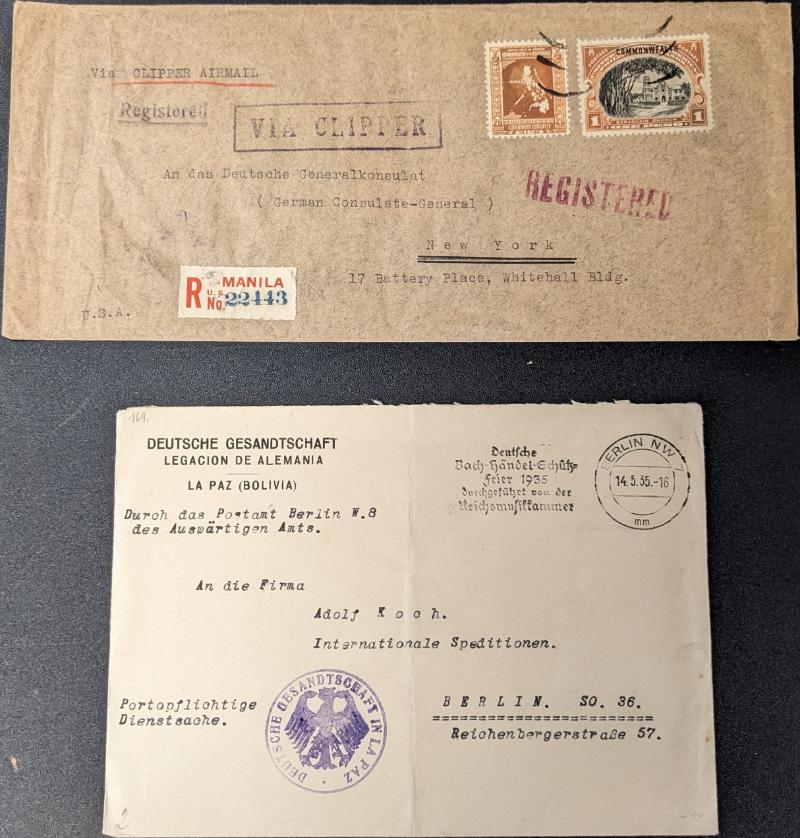 Via CLIPPER AIRMAIL
Registered
VIA CLIPPER
COMMONWEALTH
1 ONE PESO 1
An das Deutsche Generalkonsulat
( German Consulate-General )
REGISTERED
New York
17 Battery Place, Whitehall Bldg.
R MANILA
U.S.
No. 22443
U.S.A.
169.
DEUTSCHE GESANDTSCHAFT
LEGACION DE ALEMANIA
LA PAZ (BOLIVIA)
Durch das Postamt Berlin W.8
des Auswärtigen Amts.
Deutsche
Bach-Händel-Schütz-
Feier 1935
durchgeführt von der
Reichsmusikkammer
BERLIN NW 7
14.5.35.-16
mm
An die Firma
Adolf Koch.
Internationale Speditionen.
Portopflichtige
Dienstsache.
DEUTSCHE GESANDTSCHAFT IN LA PAZ
BERLIN. SO. 36.
Reichenbergerstraße 57.
2